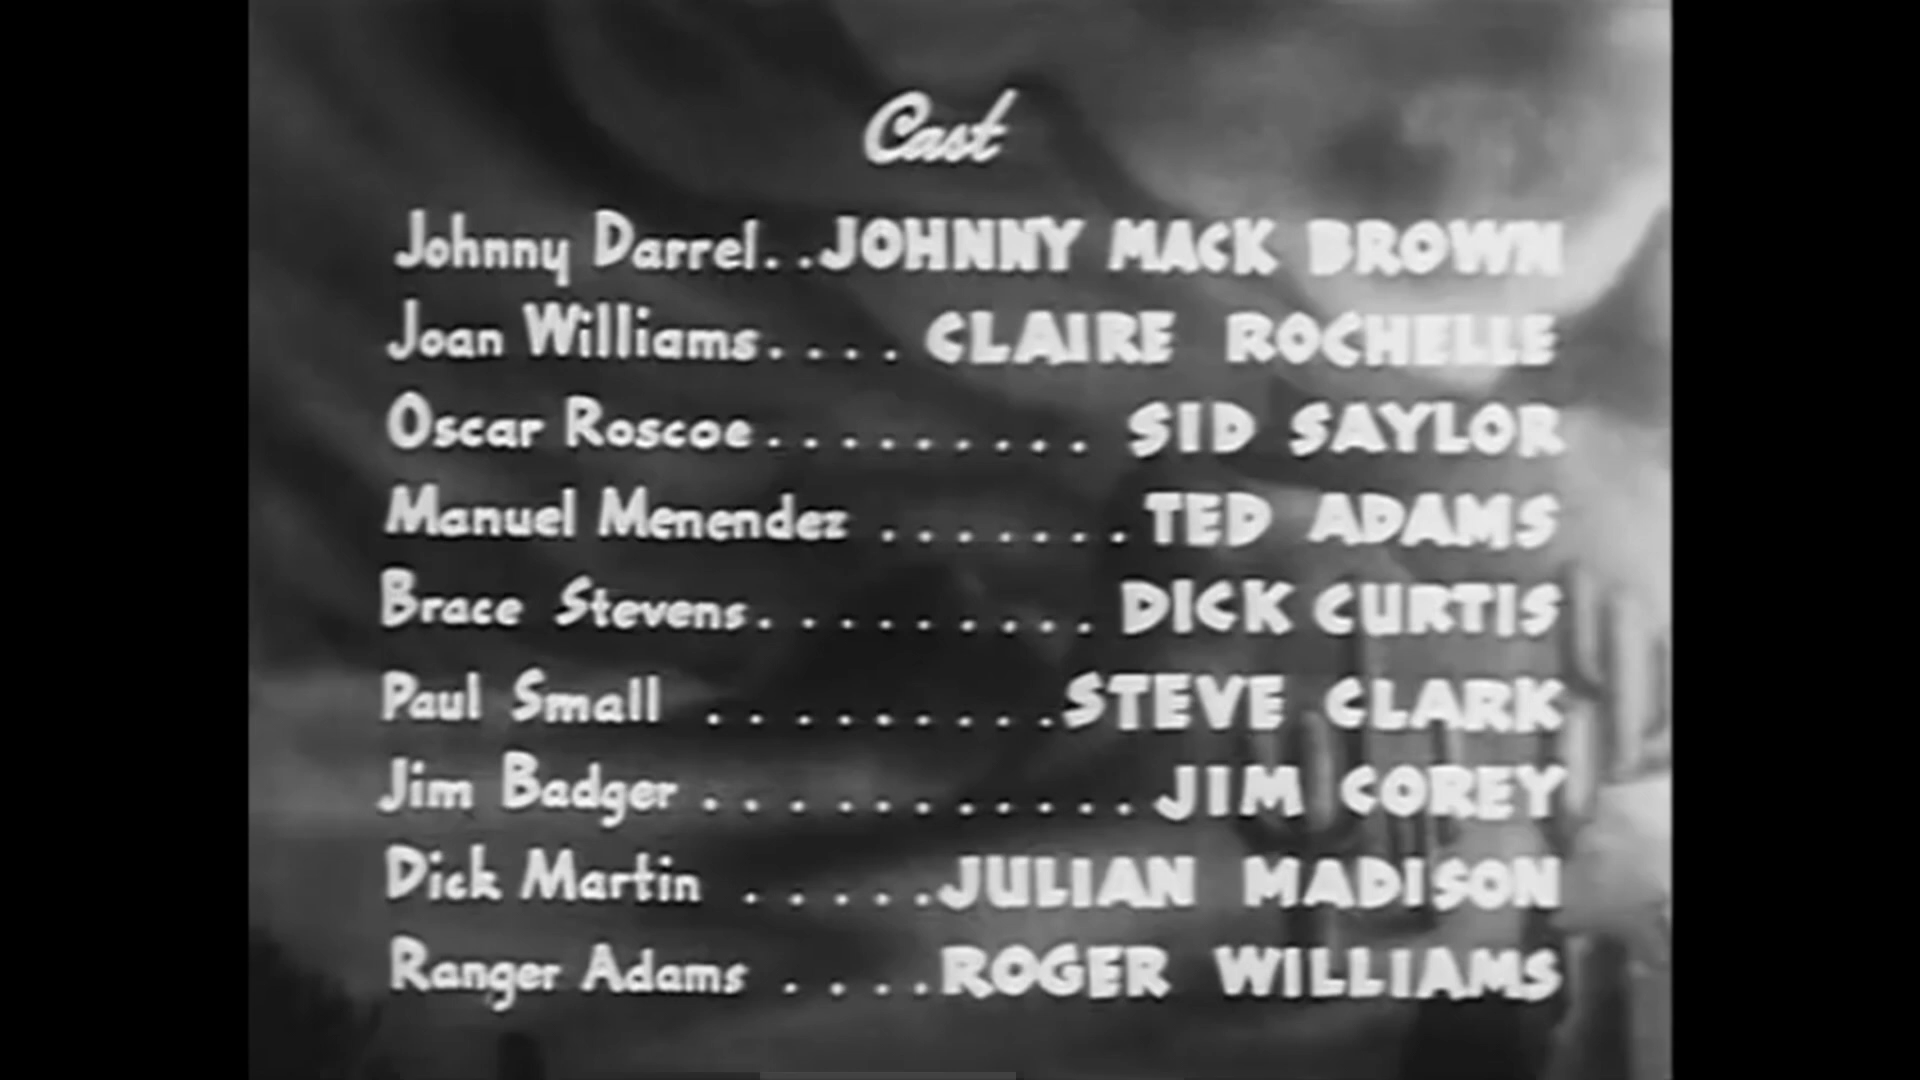 Cast
Johnny Darrel..JOHNNY MACK BROWN
Joan Williams.... CLAIRE ROCHELLE
Oscar Roscoe......... SID SAYLOR
Manuel Menendez .......TED ADAMS
Brace Stevens......... DICK CURTIS
Paul Small .........STEVE CLARK
Jim Badger ...........JIM COREY
Dick Martin .....JULIAN MADISON
Ranger Adams ....ROGER WILLIAMS